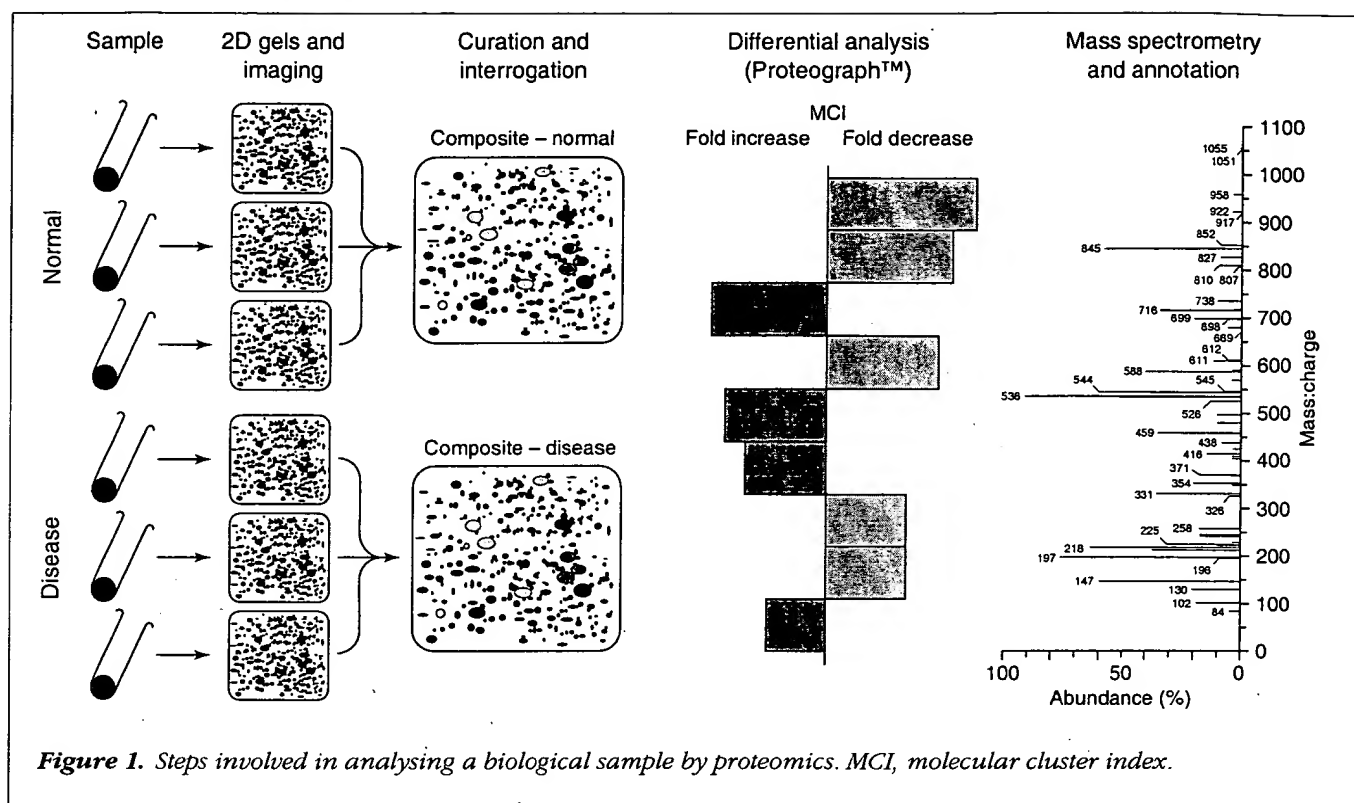 Sample
2D gels and
imaging
Curation and
interrogation
Differential analysis
(Proteograph™)
Mass spectrometry
and annotation
Normal
Disease
Composite – normal
Composite – disease
MCI
Fold increase
Fold decrease
1100
1000
900
800
700
600
500
400
300
200
100
0
Mass:charge
1055
1051
958
922
917
852
845
827
810
807
738
716
699
698
669
612
611
588
544
545
536
526
459
438
416
371
354
331
326
258
225
218
197
196
147
130
102
84
100
50
0
Abundance (%)
Figure 1. Steps involved in analysing a biological sample by proteomics. MCI, molecular cluster index.